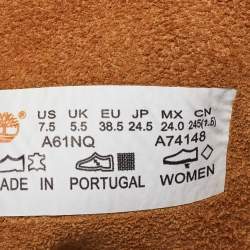 US UK EU JP MX CN
7.5 5.5 38.5 24.5 24.0 245(1.5)
A61NQ A74148
MADE IN PORTUGAL WOMEN